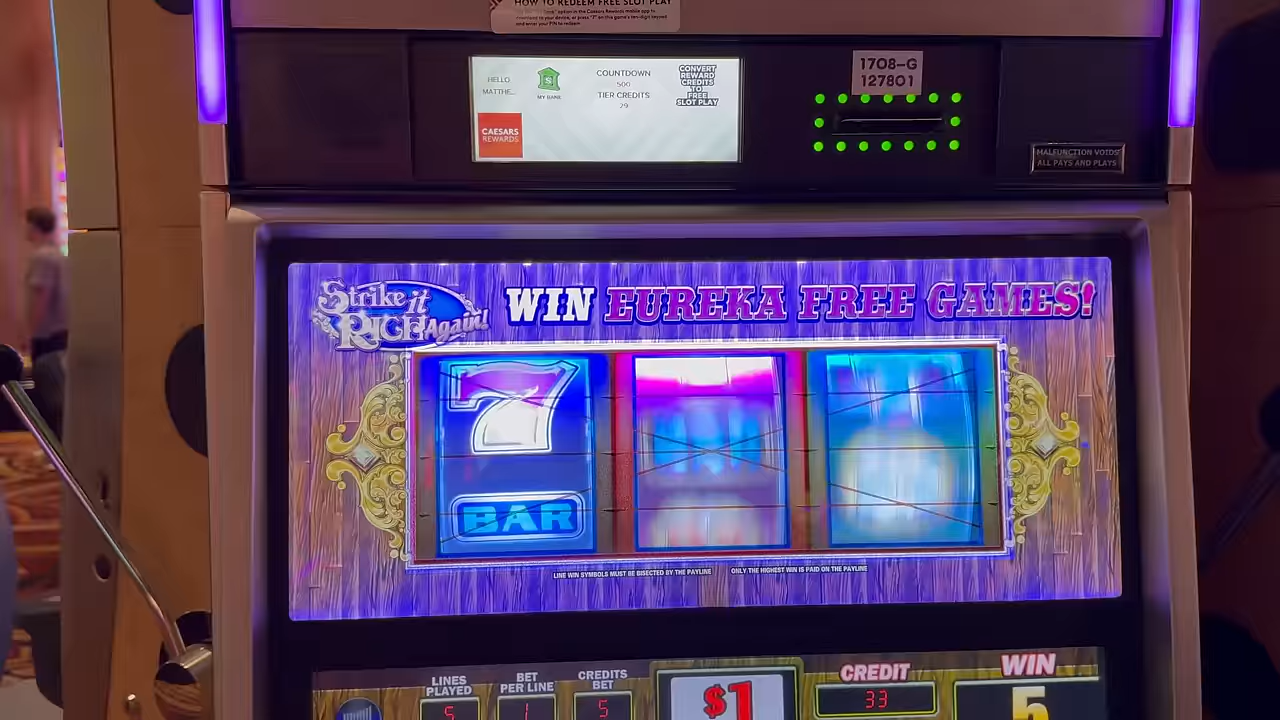 HOW TO REDEEM FREE SLOT PLAY
HELLO
MATTHE...
MY BANK
COUNTDOWN
500
TIER CREDITS
29
CONVERT
REWARD
CREDITS
TO
FREE
SLOT PLAY
CAESARS
REWARDS
1708-G
127801
MALFUNCTION VOIDS
ALL PAYS AND PLAYS
Strike it
RICH Again!
WIN EUREKA FREE GAMES!
7
BAR
LINE WIN SYMBOLS MUST BE BISECTED BY THE PAYLINE
ONLY THE HIGHEST WIN IS PAID ON THE PAYLINE
LINES
PLAYED
5
BET
PER LINE
1
CREDITS
BET
5
$1
CREDIT
33
WIN
5